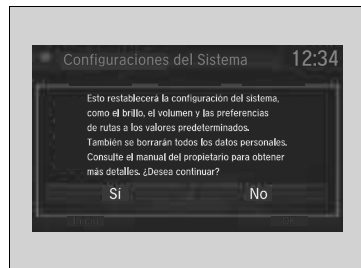 Configuraciones del Sistema 12:34
Esto restablecerá la configuración del sistema,
como el brillo, el volumen y las preferencias
de rutas a los valores predeterminados.
También se borrarán todos los datos personales.
Consulte el manual del propietario para obtener
más detalles. ¿Desea continuar?
Sí No
OK